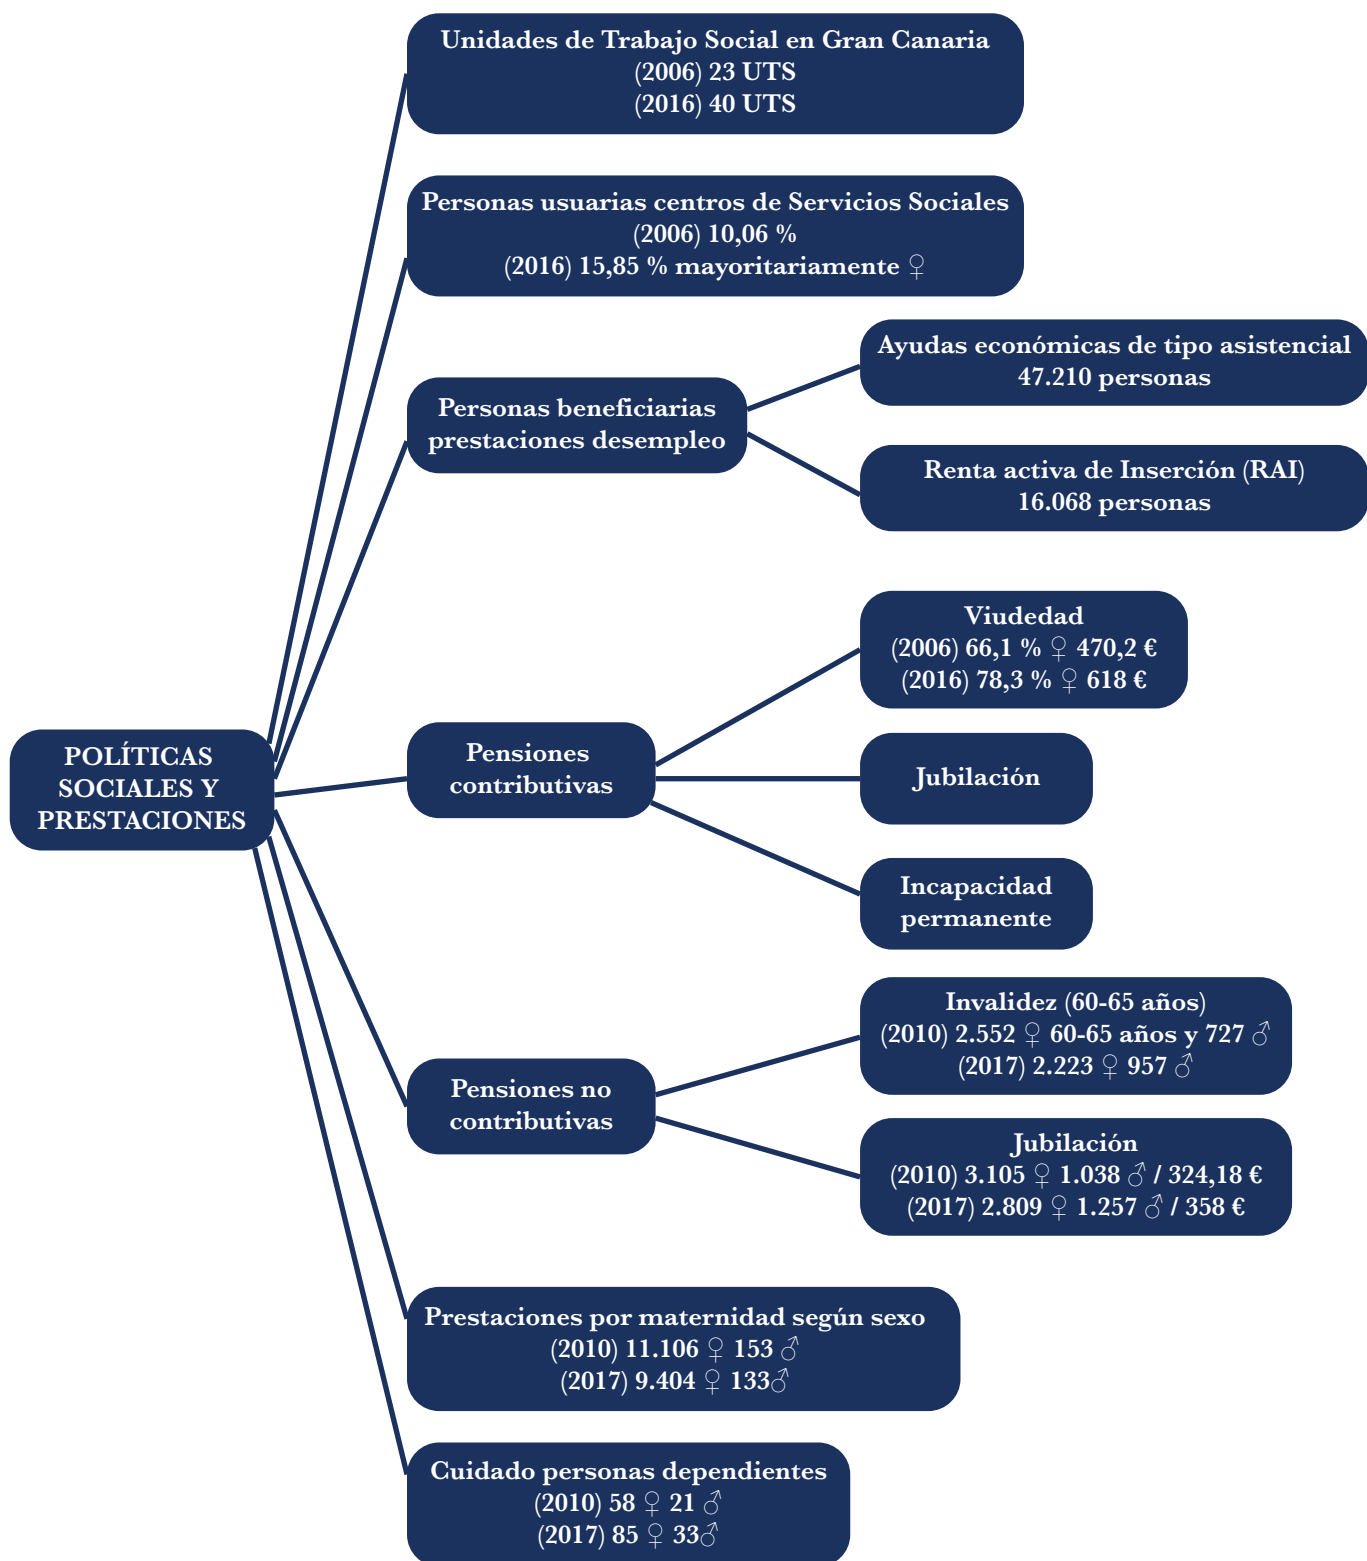 Unidades de Trabajo Social en Gran Canaria
(2006) 23 UTS
(2016) 40 UTS
Personas usuarias centros de Servicios Sociales
(2006) 10,06 %
(2016) 15,85 % mayoritariamente ♀
Personas beneficiarias
prestaciones desempleo
Ayudas económicas de tipo asistencial
47.210 personas
Renta activa de Inserción (RAI)
16.068 personas
POLÍTICAS
SOCIALES Y
PRESTACIONES
Pensiones
contributivas
Viudedad
(2006) 66,1 % ♀ 470,2 €
(2016) 78,3 % ♀ 618 €
Jubilación
Incapacidad
permanente
Pensiones no
contributivas
Invalidez (60-65 años)
(2010) 2.552 ♀ 60-65 años y 727 ♂
(2017) 2.223 ♀ 957 ♂
Jubilación
(2010) 3.105 ♀ 1.038 ♂ / 324,18 €
(2017) 2.809 ♀ 1.257 ♂ / 358 €
Prestaciones por maternidad según sexo
(2010) 11.106 ♀ 153 ♂
(2017) 9.404 ♀ 133♂
Cuidado personas dependientes
(2010) 58 ♀ 21 ♂
(2017) 85 ♀ 33♂